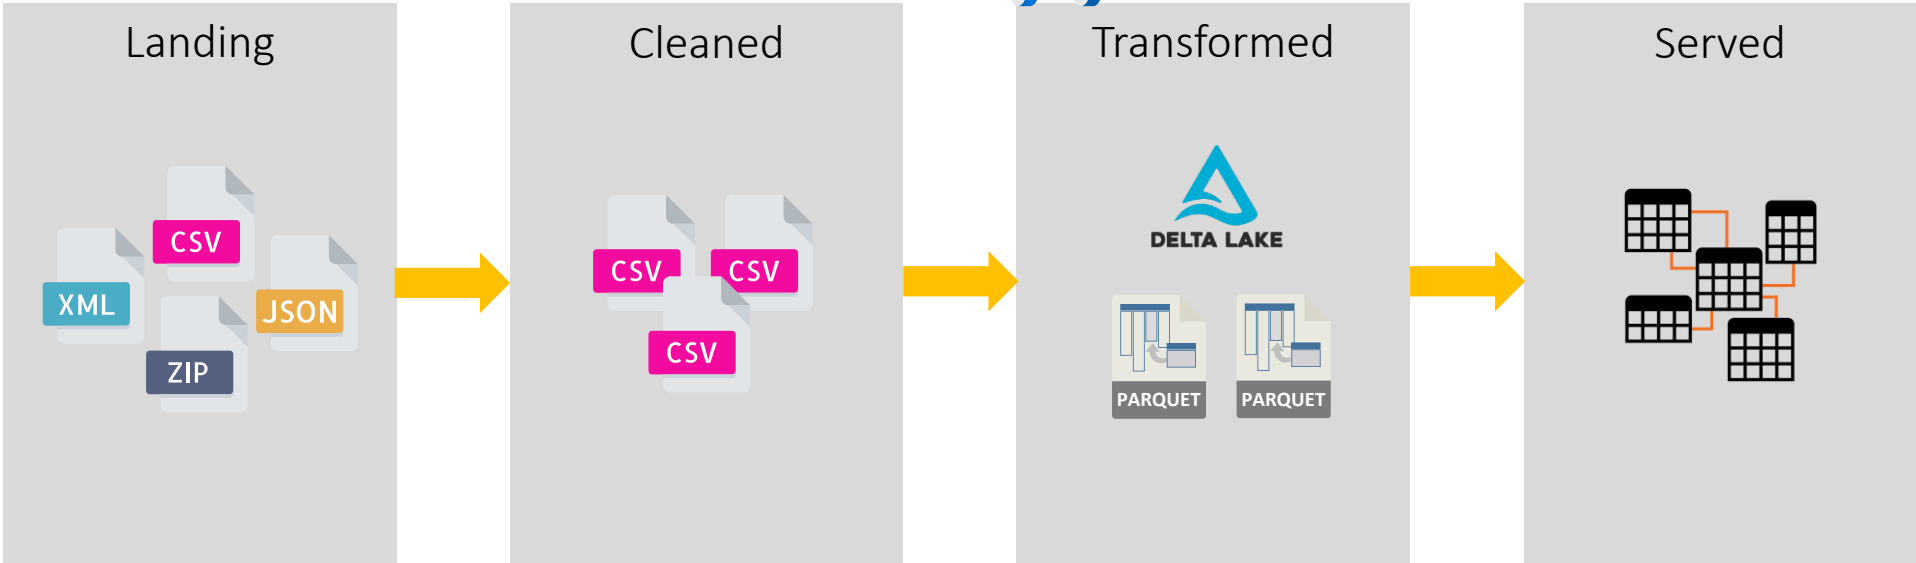 Landing
CSV
XML
JSON
ZIP
Cleaned
CSV
CSV
CSV
Transformed
DELTA LAKE
PARQUET
PARQUET
Served